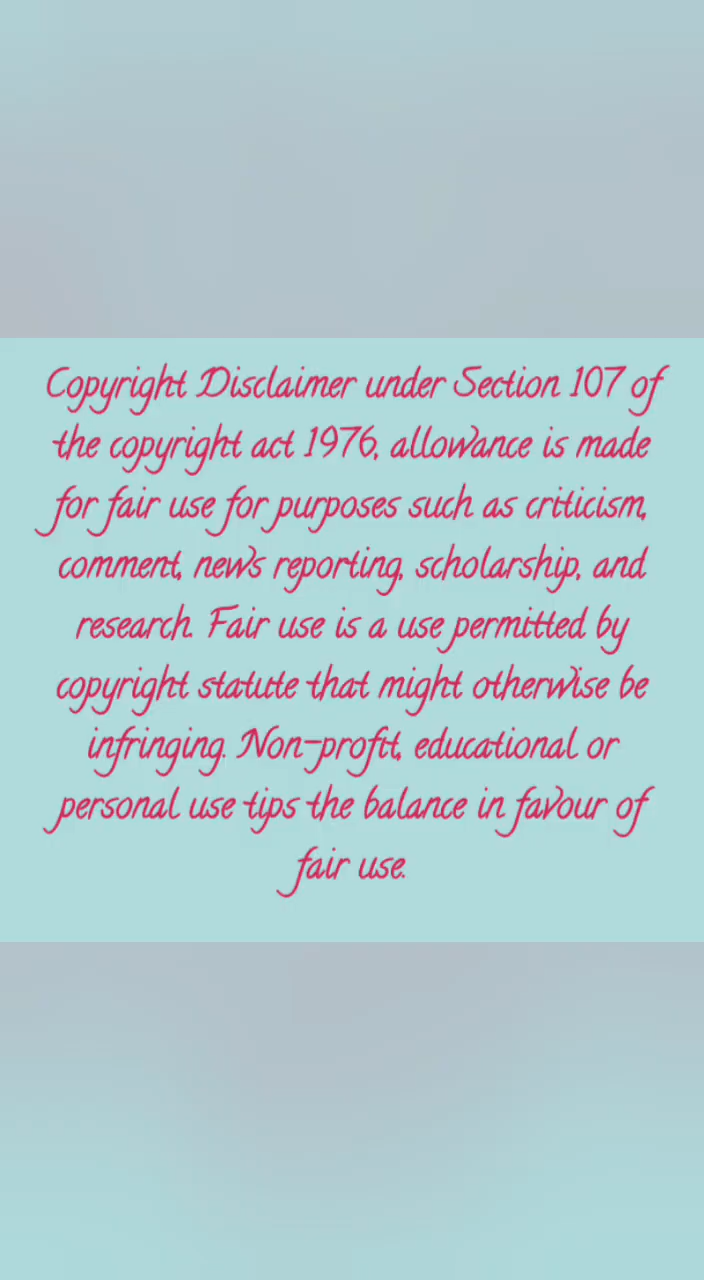 Copyright Disclaimer under Section 107 of
the copyright act 1976, allowance is made
for fair use for purposes such as criticism,
comment, news reporting, scholarship, and
research. Fair use is a use permitted by
copyright statute that might otherwise be
infringing. Non-profit, educational or
personal use tips the balance in favour of
fair use.